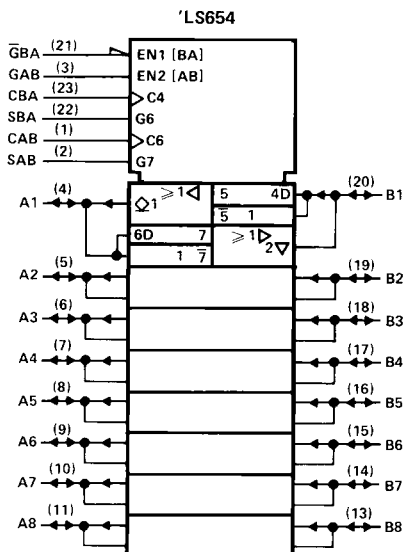 'LS654
G̅BA (21) EN1 [BA]
GAB (3) EN2 [AB]
CBA (23) C4
SBA (22) G6
CAB (1) C6
SAB (2) G7
A1 (4) ≥1 ◁ 5 4D (20) B1
◇1 5̅ 1
6D 7 ≥1 ▷
1 7̅ 2▽
A2 (5) (19) B2
A3 (6) (18) B3
A4 (7) (17) B4
A5 (8) (16) B5
A6 (9) (15) B6
A7 (10) (14) B7
A8 (11) (13) B8